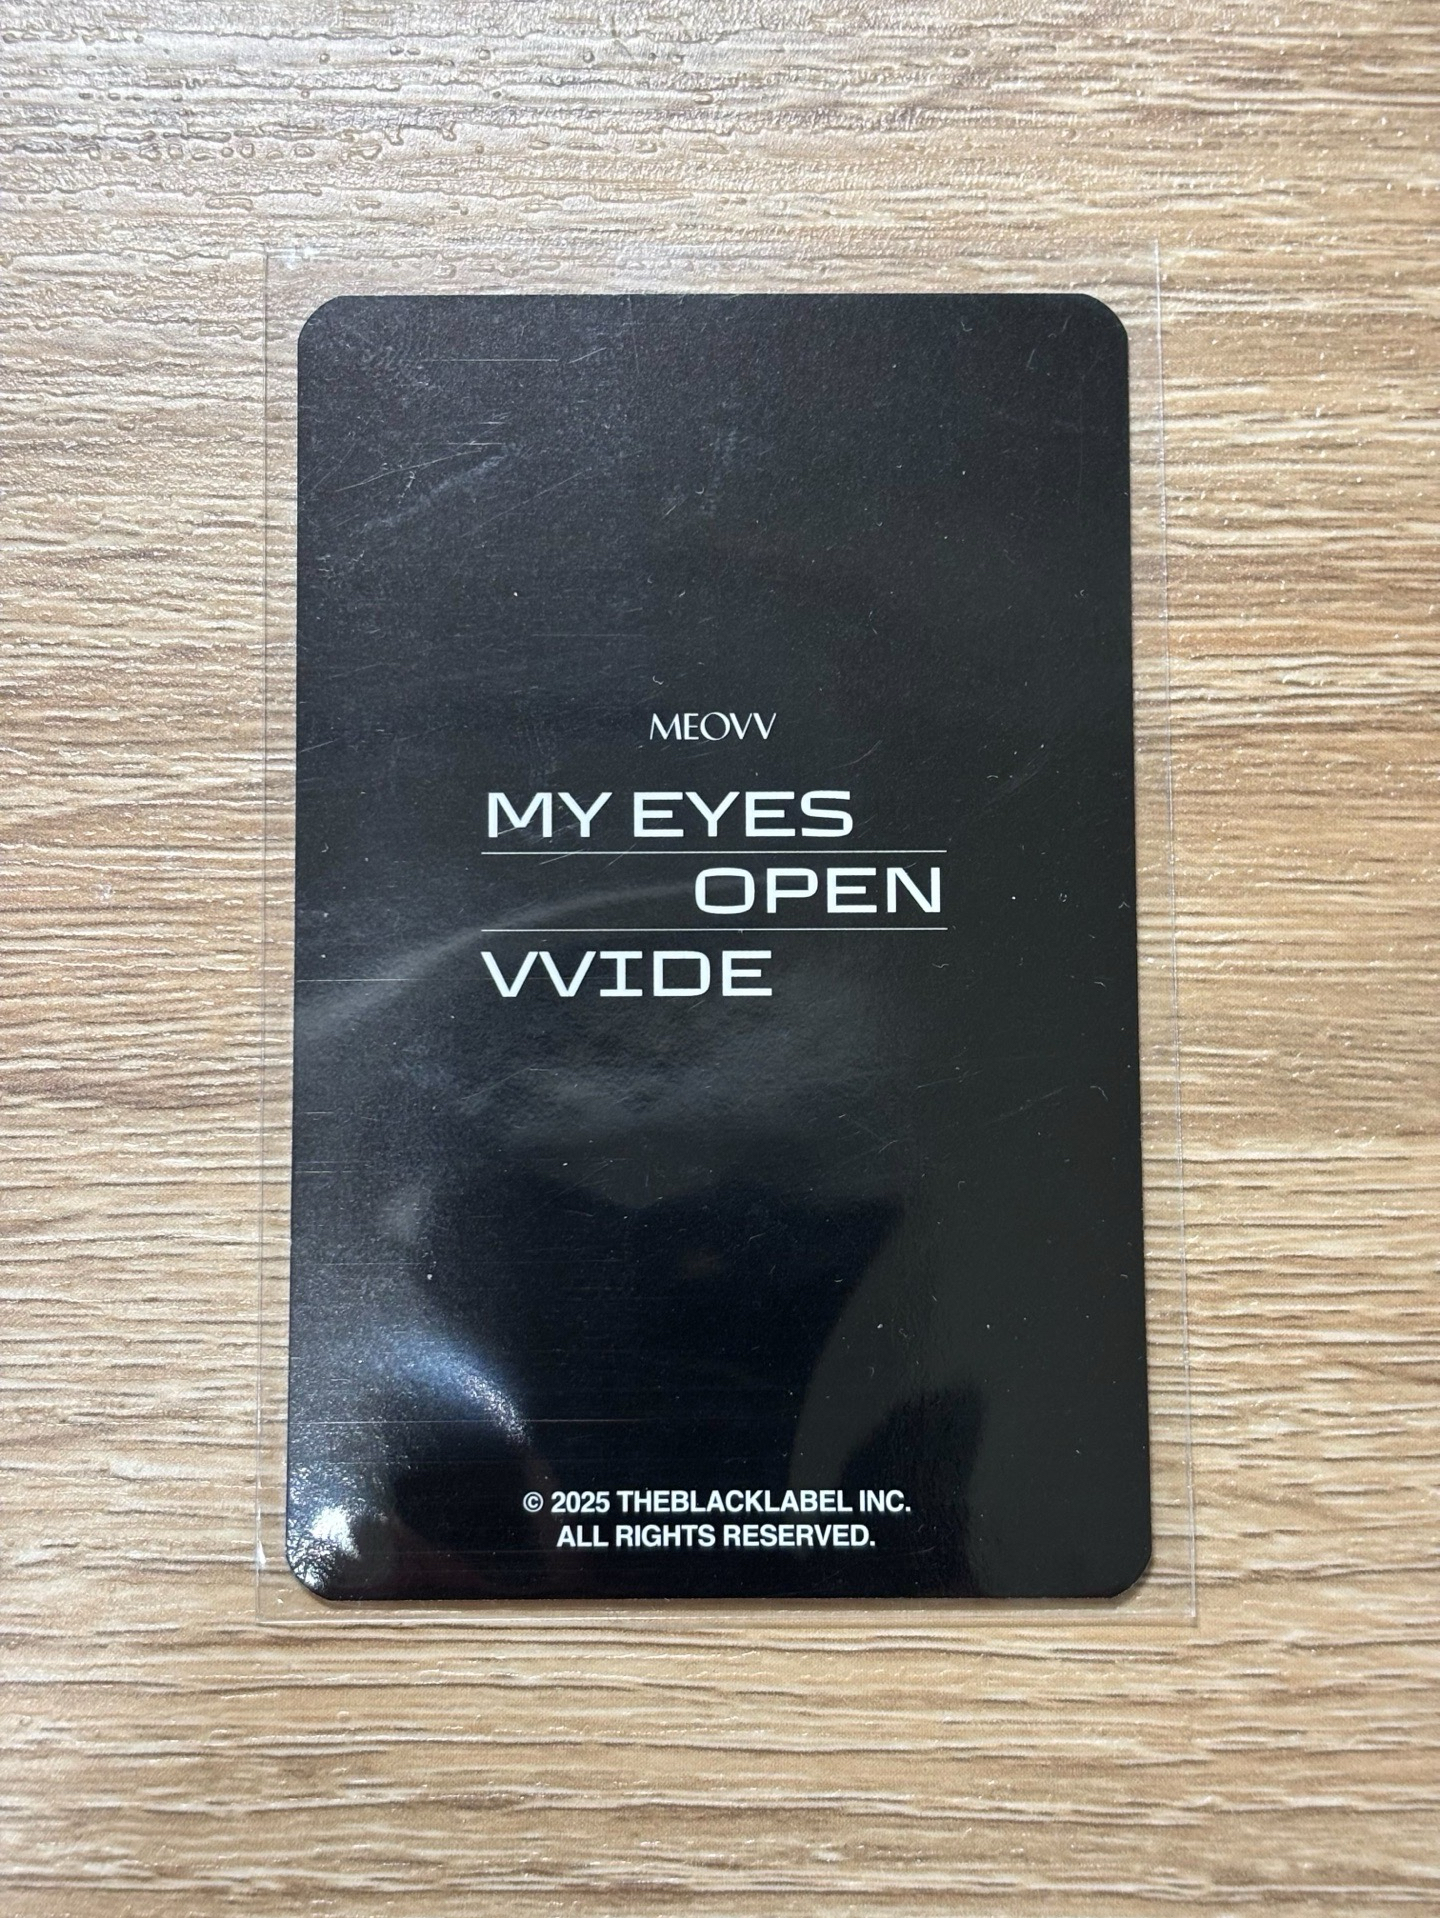 MEOVV
MY EYES
OPEN
VVIDE
© 2025 THEBLACKLABEL INC.
ALL RIGHTS RESERVED.